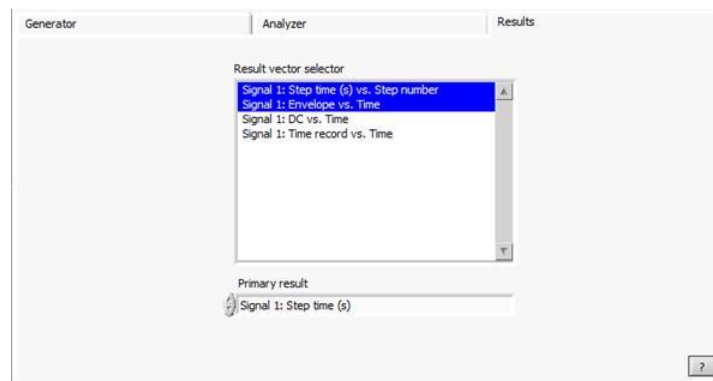 Generator
Analyzer
Results
Result vector selector
Signal 1: Step time (s) vs. Step number
Signal 1: Envelope vs. Time
Signal 1: DC vs. Time
Signal 1: Time record vs. Time
Primary result
Signal 1: Step time (s)
?